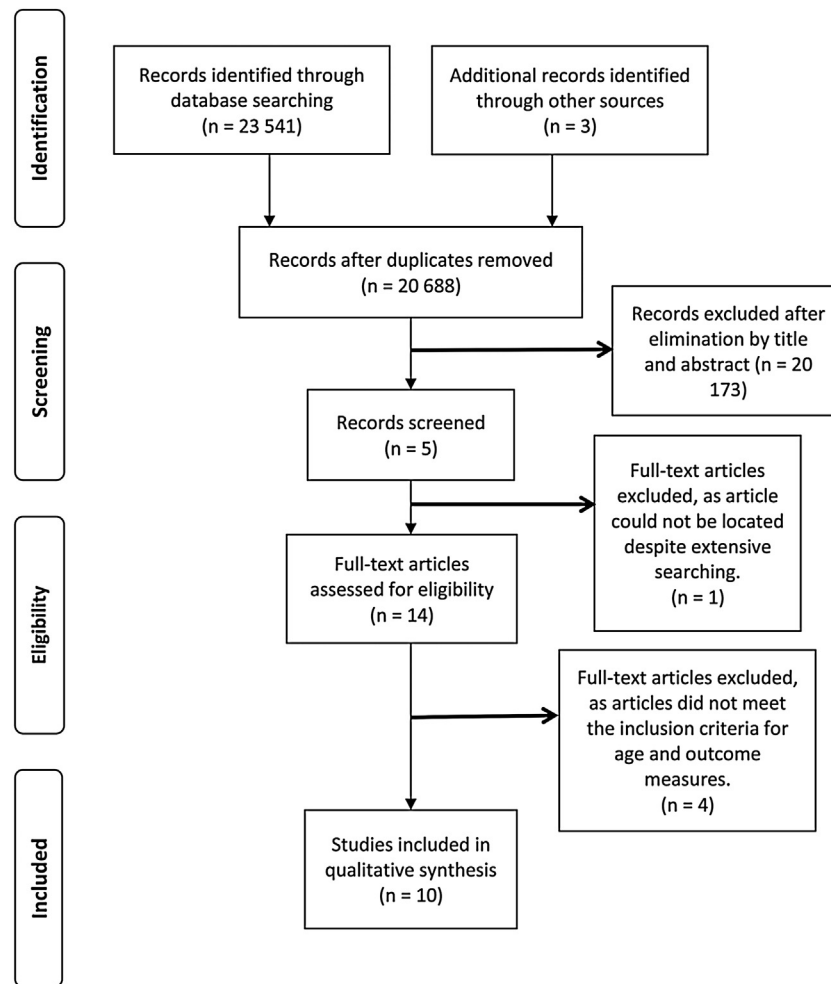 Identification
Records identified through
database searching
(n = 23 541)
Additional records identified
through other sources
(n = 3)
Records after duplicates removed
(n = 20 688)
Screening
Records excluded after
elimination by title
and abstract (n = 20
173)
Records screened
(n = 5)
Full-text articles
excluded, as article
could not be located
despite extensive
searching.
(n = 1)
Eligibility
Full-text articles
assessed for eligibility
(n = 14)
Full-text articles excluded,
as articles did not meet
the inclusion criteria for
age and outcome
measures.
(n = 4)
Included
Studies included in
qualitative synthesis
(n = 10)